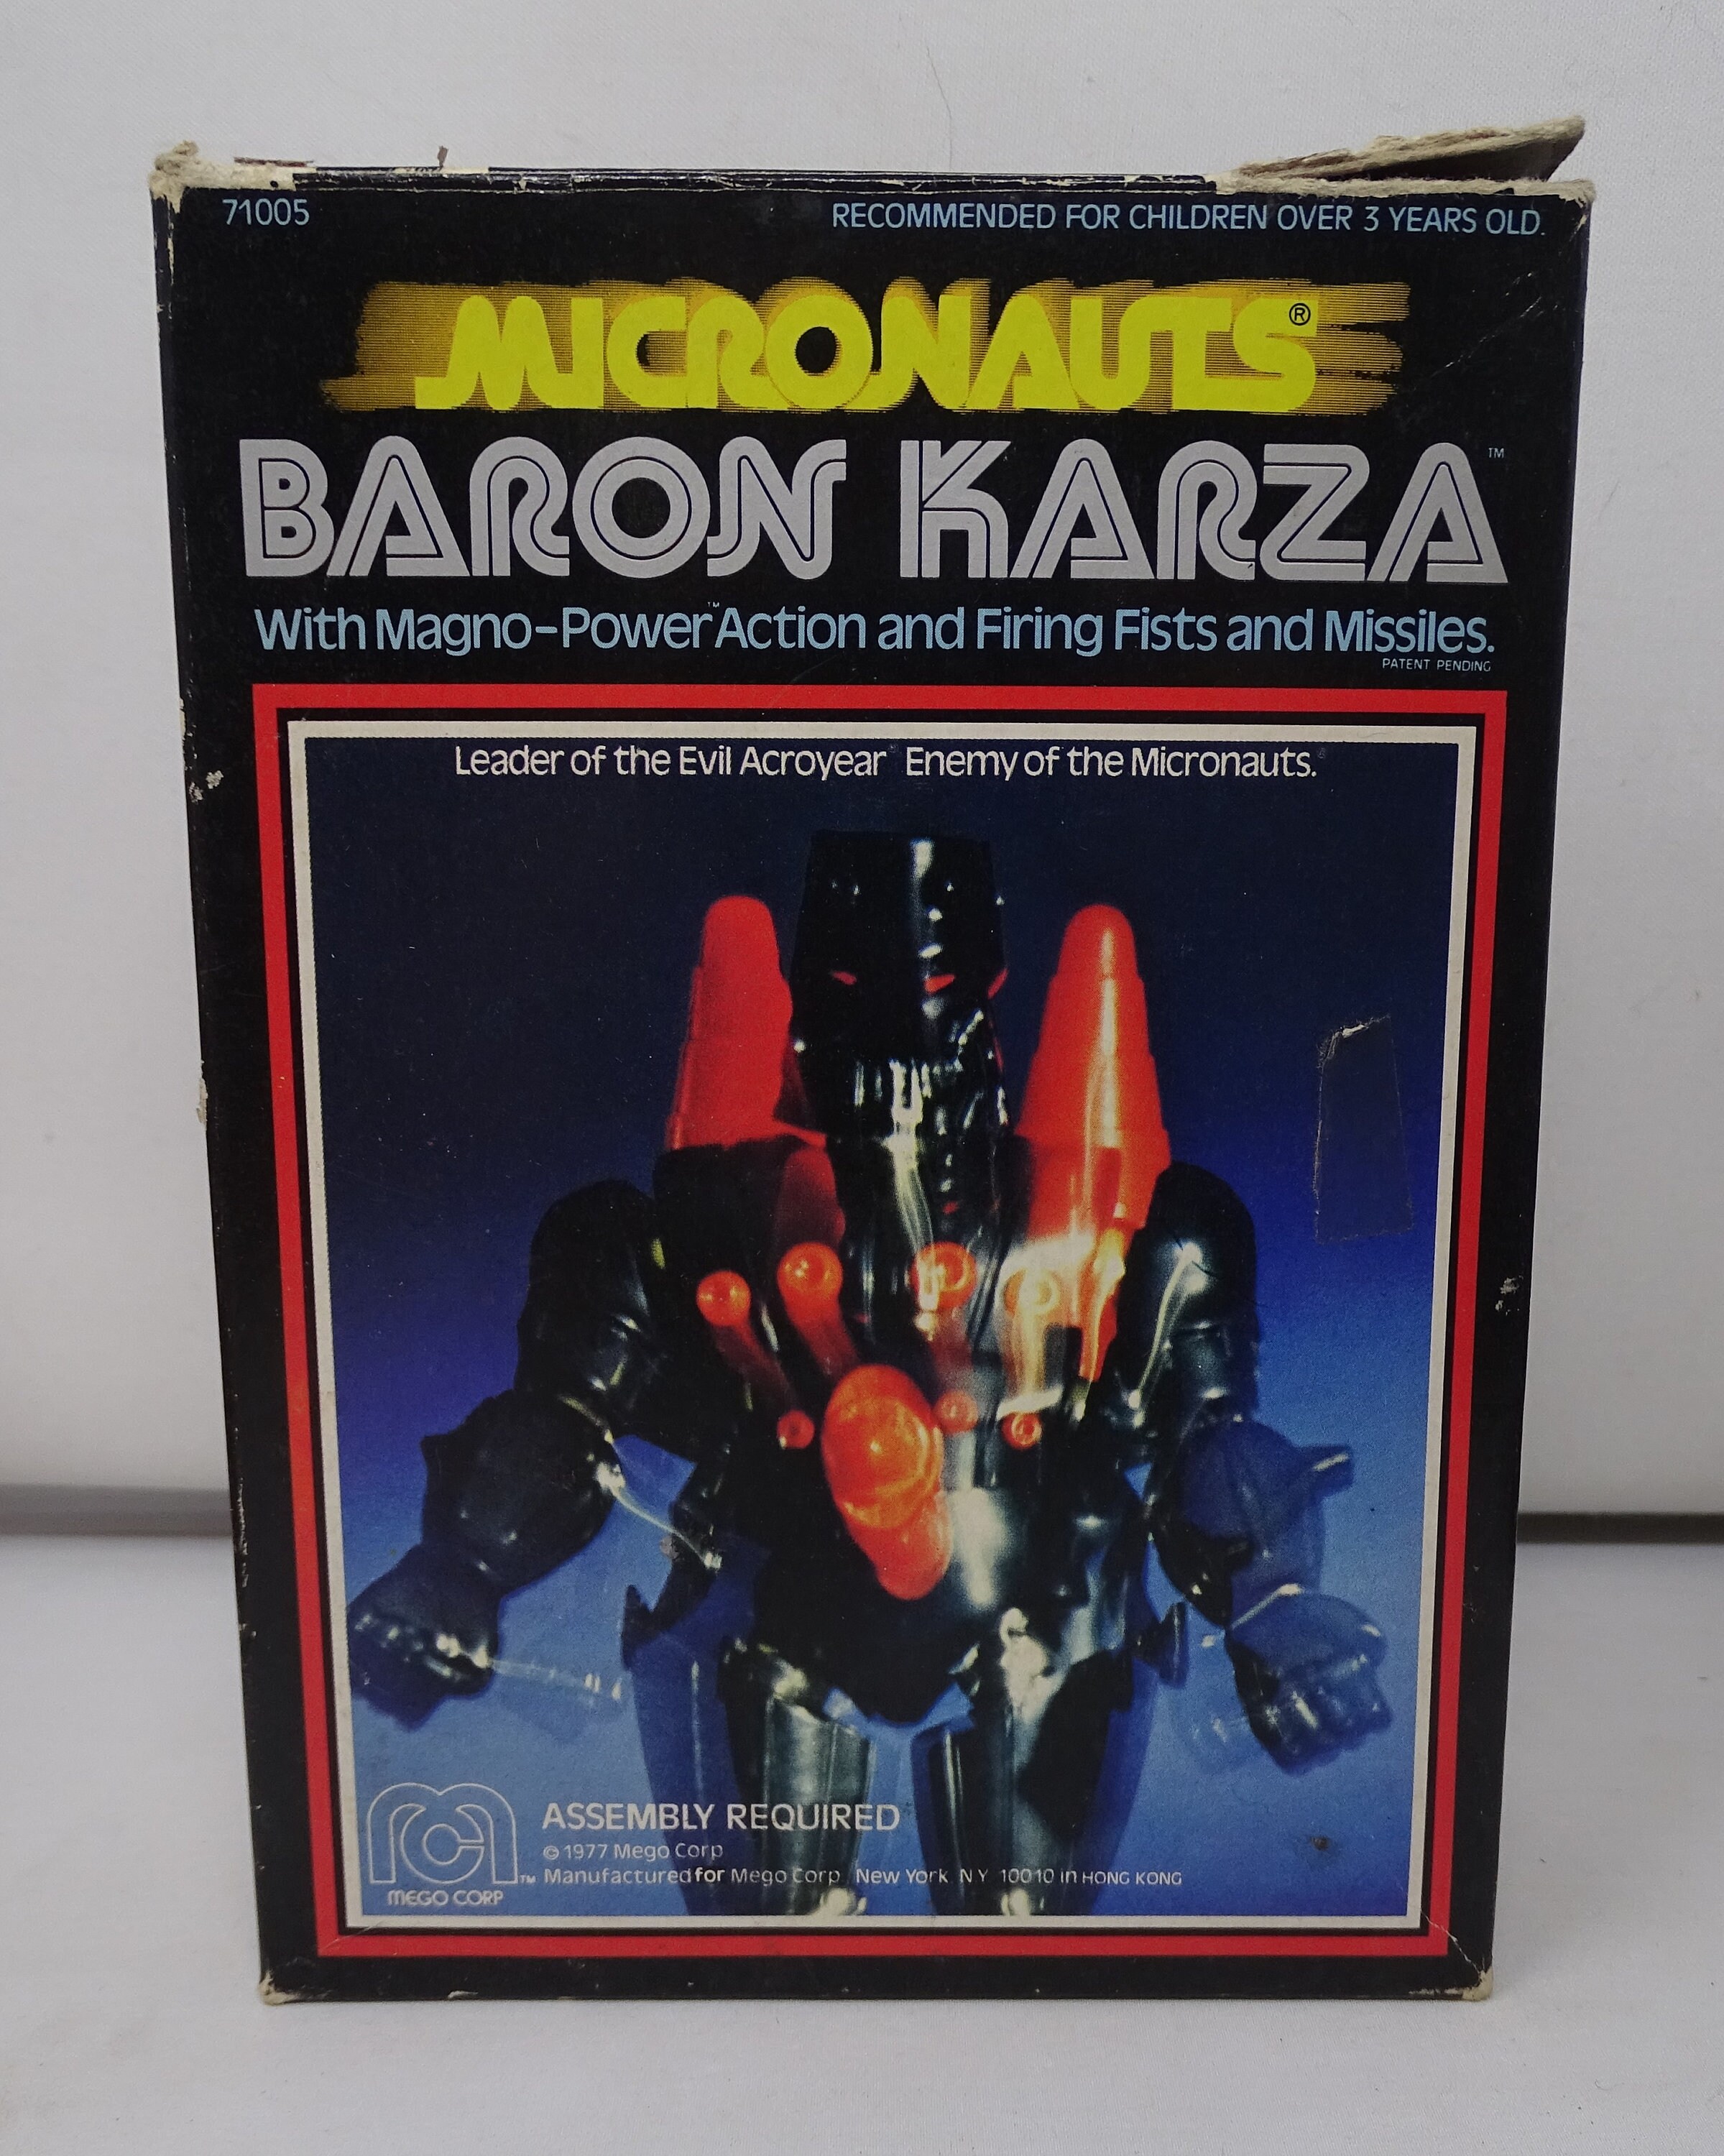 71005
RECOMMENDED FOR CHILDREN OVER 3 YEARS OLD.
MICRONAUTS®
BARON KARZA™
With Magno-Power™ Action and Firing Fists and Missiles.
PATENT PENDING
Leader of the Evil Acroyear Enemy of the Micronauts.
ASSEMBLY REQUIRED
© 1977 Mego Corp
™ Manufactured for Mego Corp New York N Y 10010 in HONG KONG
MEGO CORP